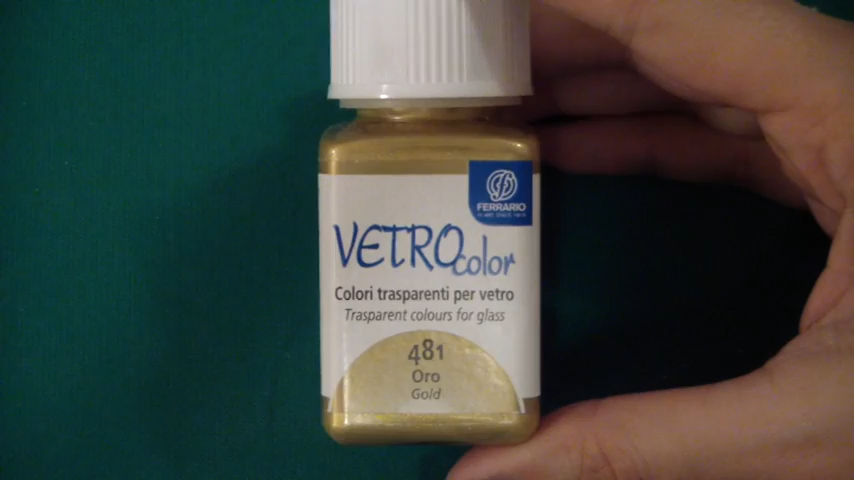 FERRARIO
VETROcolor
Colori trasparenti per vetro
Trasparent colours for glass
481
Oro
Gold